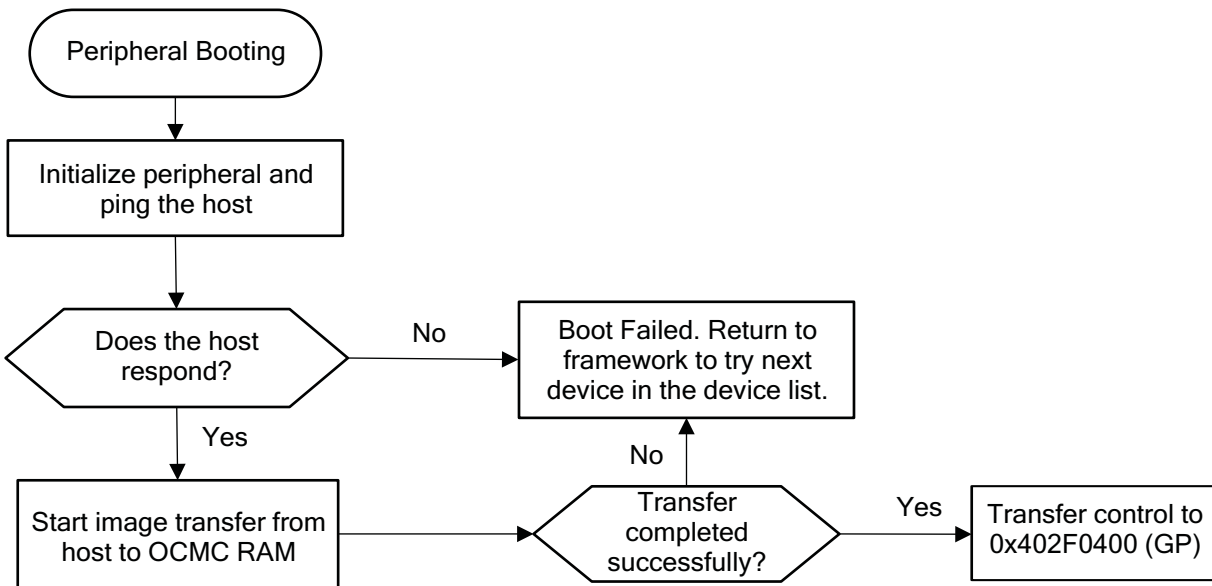 Peripheral Booting
Initialize peripheral and
ping the host
Does the host
respond?
No
Boot Failed. Return to
framework to try next
device in the device list.
Yes
No
Start image transfer from
host to OCMC RAM
Transfer
completed
successfully?
Yes
Transfer control to
0x402F0400 (GP)